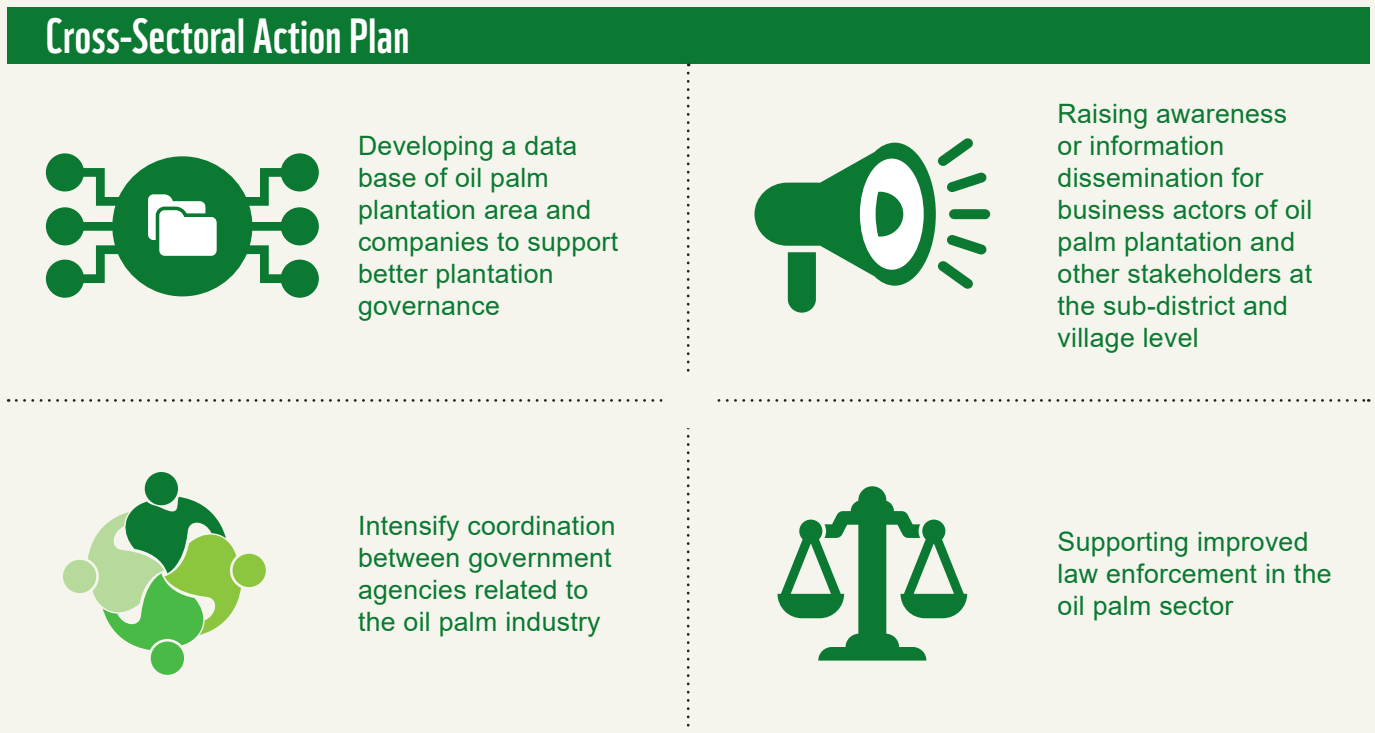 Cross-Sectoral Action Plan
Developing a data
base of oil palm
plantation area and
companies to support
better plantation
governance
Raising awareness
or information
dissemination for
business actors of oil
palm plantation and
other stakeholders at
the sub-district and
village level
Intensify coordination
between government
agencies related to
the oil palm industry
Supporting improved
law enforcement in the
oil palm sector